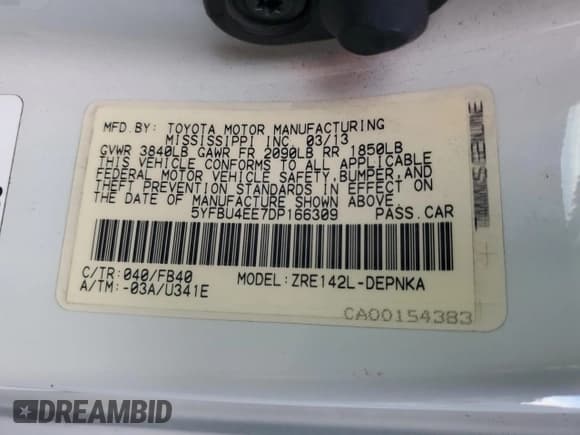 MFD.BY: TOYOTA MOTOR MANUFACTURING
MISSISSIPPI INC. 03/13
GVWR 3840LB GAWR FR 2090LB RR 1850LB
THIS VEHICLE CONFORMS TO ALL APPLICABLE
FEDERAL MOTOR VEHICLE SAFETY,BUMPER,AND
THEFT PREVENTION STANDARDS IN EFFECT ON
THE DATE OF MANUFACTURE SHOWN ABOVE.
5YFBU4EE7DP166309 PASS.CAR
C/TR:040/FB40 MODEL:ZRE142L-DEPNKA
A/TM:-03A/U341E
CA00154383
DREAMBID